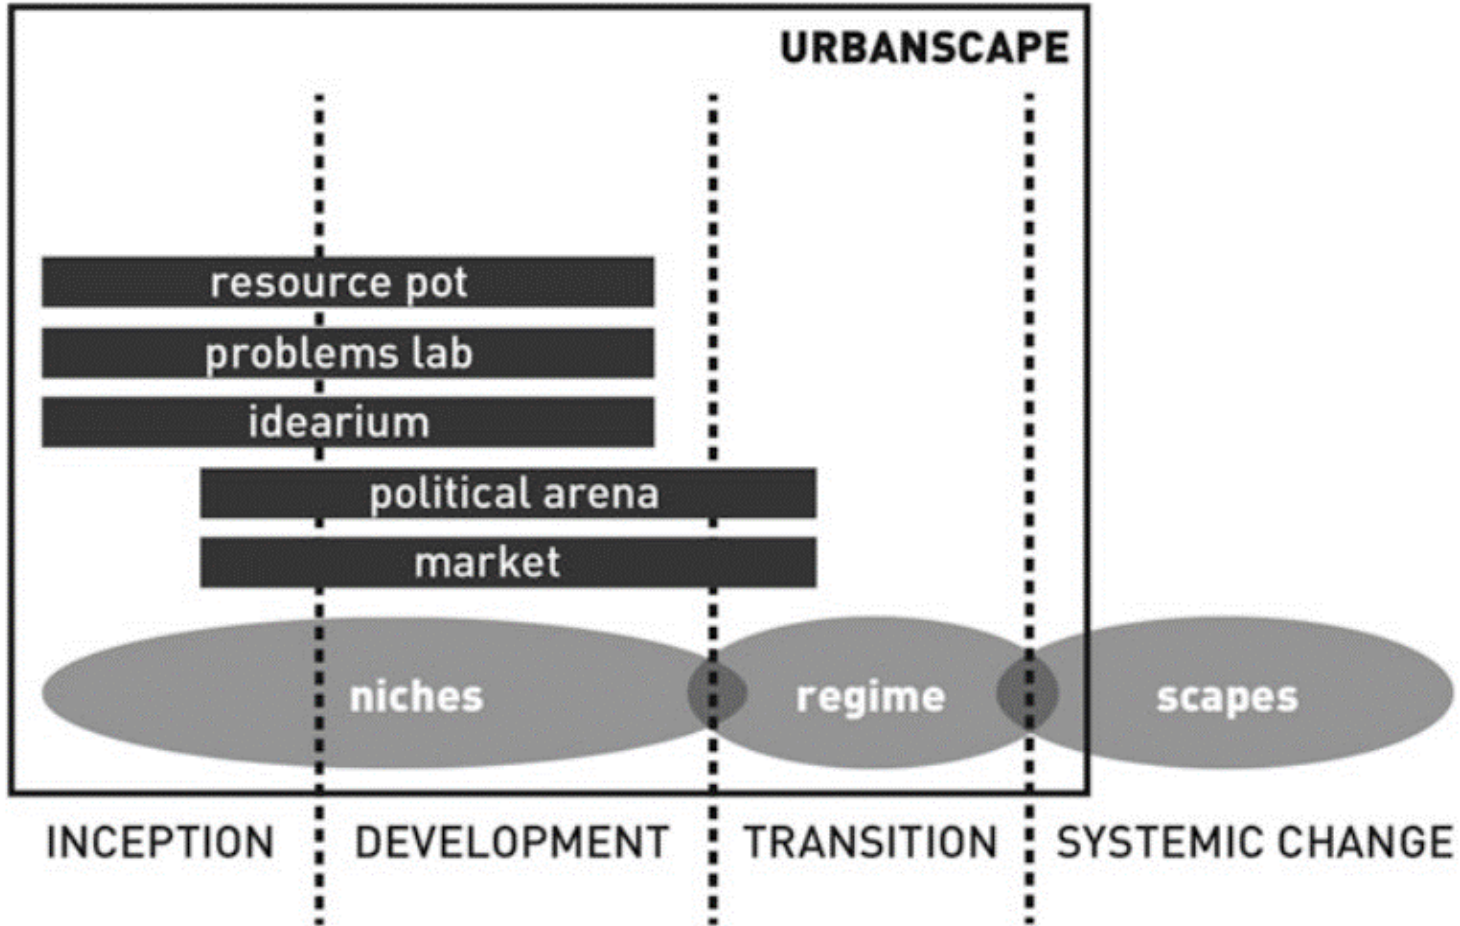 URBANSCAPE
resource pot
problems lab
idearium
political arena
market
niches
regime
scapes
INCEPTION
DEVELOPMENT
TRANSITION
SYSTEMIC CHANGE